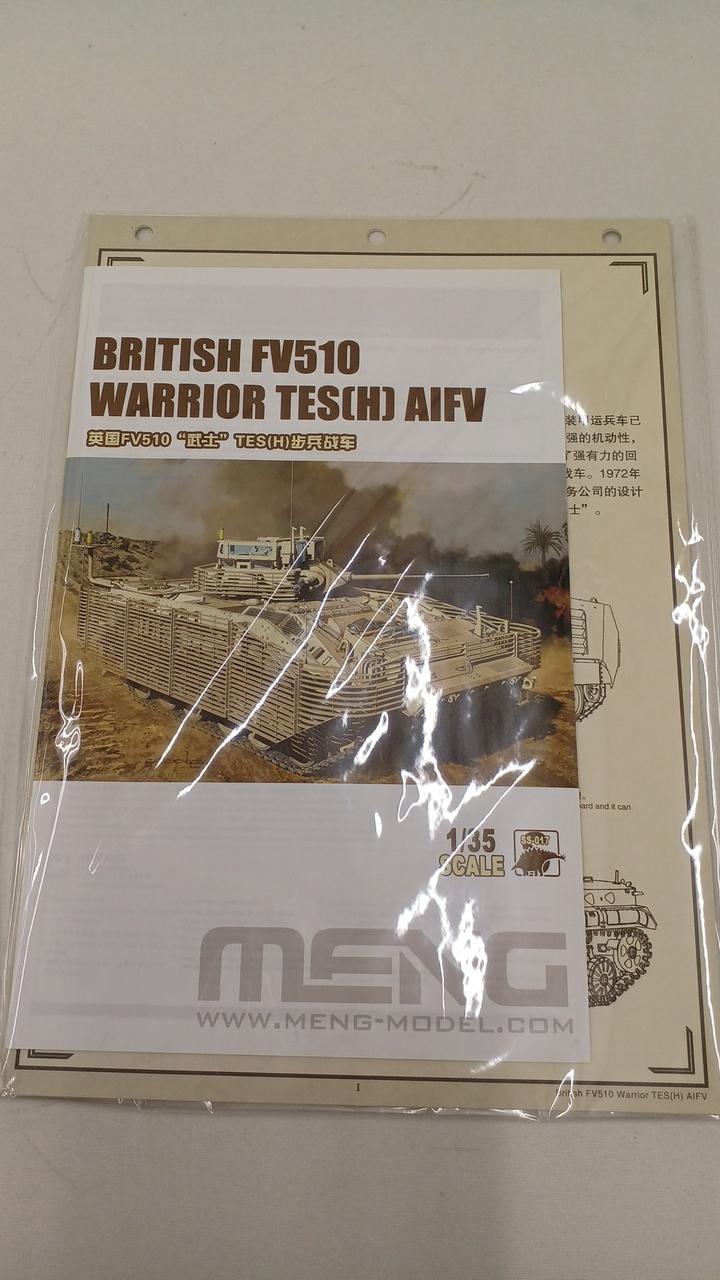 BRITISH FV510
WARRIOR TES(H) AIFV
英国FV510 “武士” TES(H)步兵战车
装甲运兵车已
强的机动性,
了强有力的回
战车。1972年
务公司的设计
士”。
ard and it can
1/35
SCALE
SS-017
MENG
WWW.MENG-MODEL.COM
I
British FV510 Warrior TES(H) AIFV